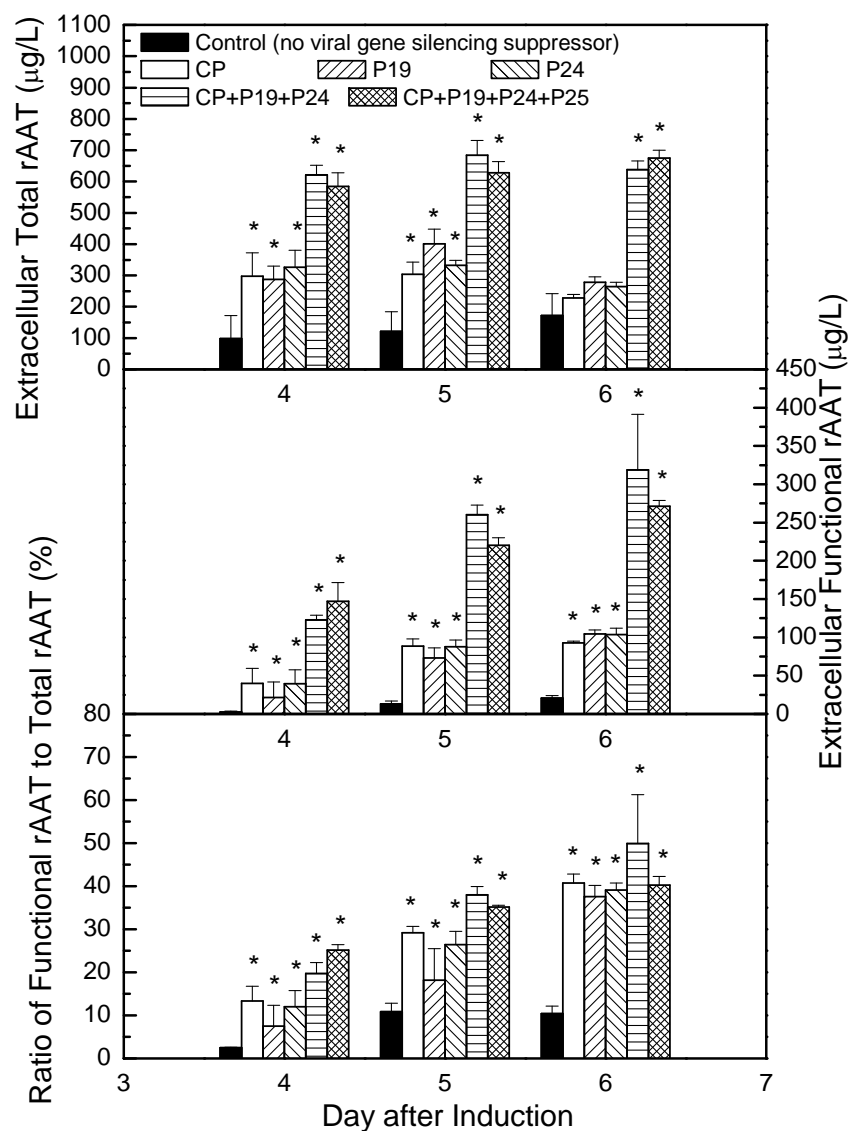 Extracellular Total rAAT (μg/L)
1100
1000
900
800
700
600
500
400
300
200
100
0
Control (no viral gene silencing suppressor)
CP P19 P24
CP+P19+P24 CP+P19+P24+P25
* * * * *
* * * * *
* *
4 5 6
Extracellular Functional rAAT (μg/L)
450
400
350
300
250
200
150
100
50
0
* * * * *
* * * * *
* * * * *
4 5 6
Ratio of Functional rAAT to Total rAAT (%)
80
70
60
50
40
30
20
10
0
* * * * *
* * * * *
* * * * *
3 4 5 6 7
Day after Induction